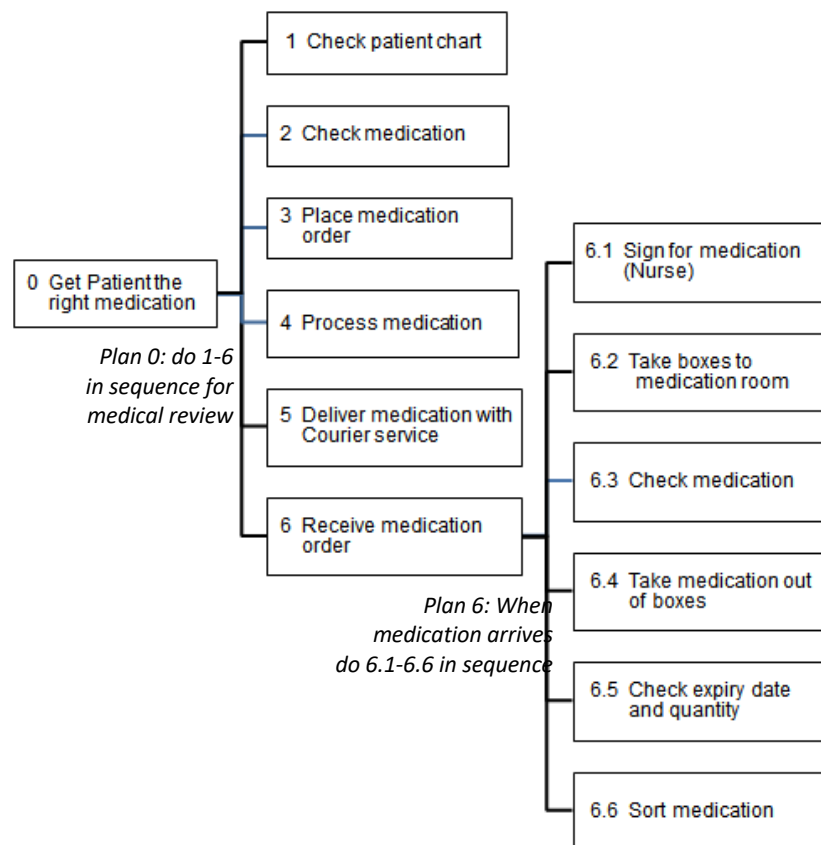 1 Check patient chart
2 Check medication
3 Place medication
order
0 Get Patient the
right medication
4 Process medication
Plan 0: do 1-6
in sequence for
medical review
5 Deliver medication with
Courier service
6 Receive medication
order
Plan 6: When
medication arrives
do 6.1-6.6 in sequence
6.1 Sign for medication
(Nurse)
6.2 Take boxes to
medication room
6.3 Check medication
6.4 Take medication out
of boxes
6.5 Check expiry date
and quantity
6.6 Sort medication